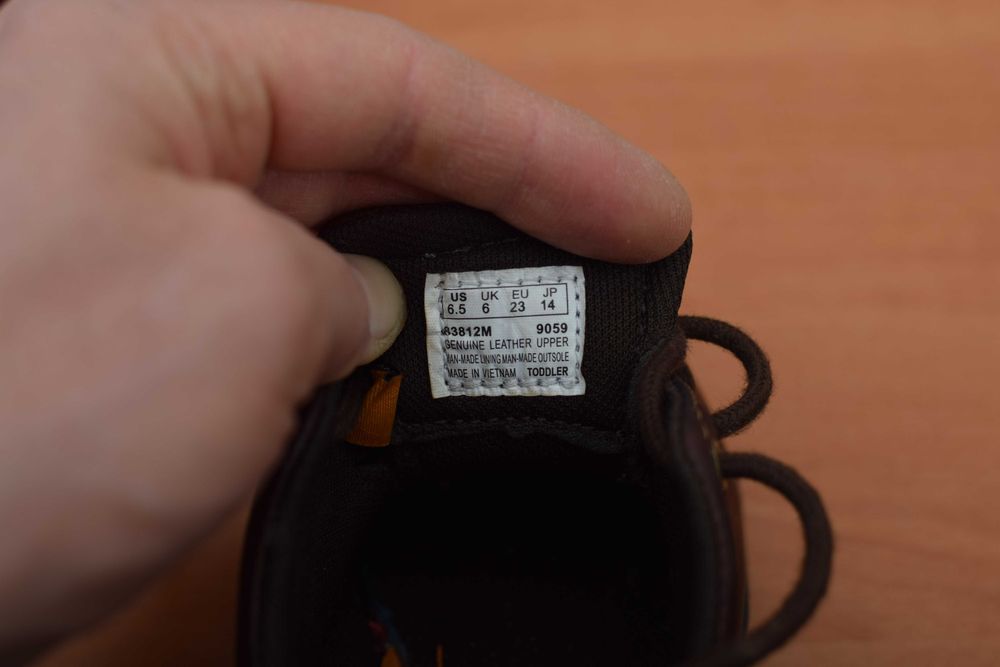 US UK EU JP
6.5 6 23 14
83812M 9059
GENUINE LEATHER UPPER
MAN-MADE LINING MAN-MADE OUTSOLE
MADE IN VIETNAM TODDLER